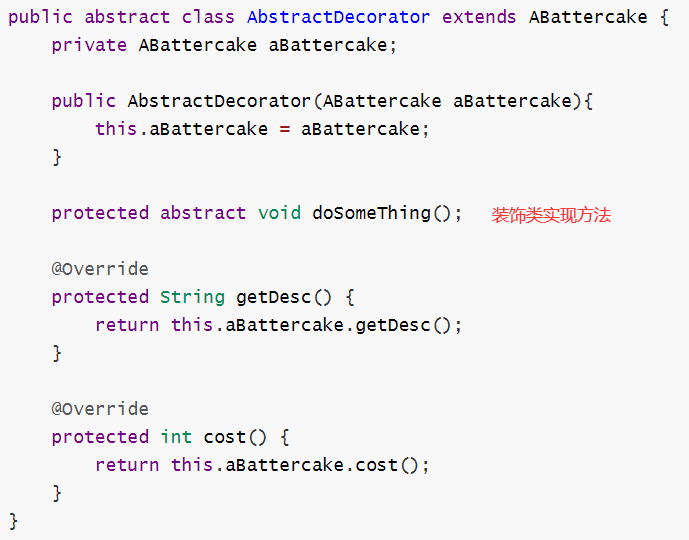 public abstract class AbstractDecorator extends ABattercake {
    private ABattercake aBattercake;

    public AbstractDecorator(ABattercake aBattercake){
        this.aBattercake = aBattercake;
    }

    protected abstract void doSomeThing();    装饰类实现方法

    @Override
    protected String getDesc() {
        return this.aBattercake.getDesc();
    }

    @Override
    protected int cost() {
        return this.aBattercake.cost();
    }
}